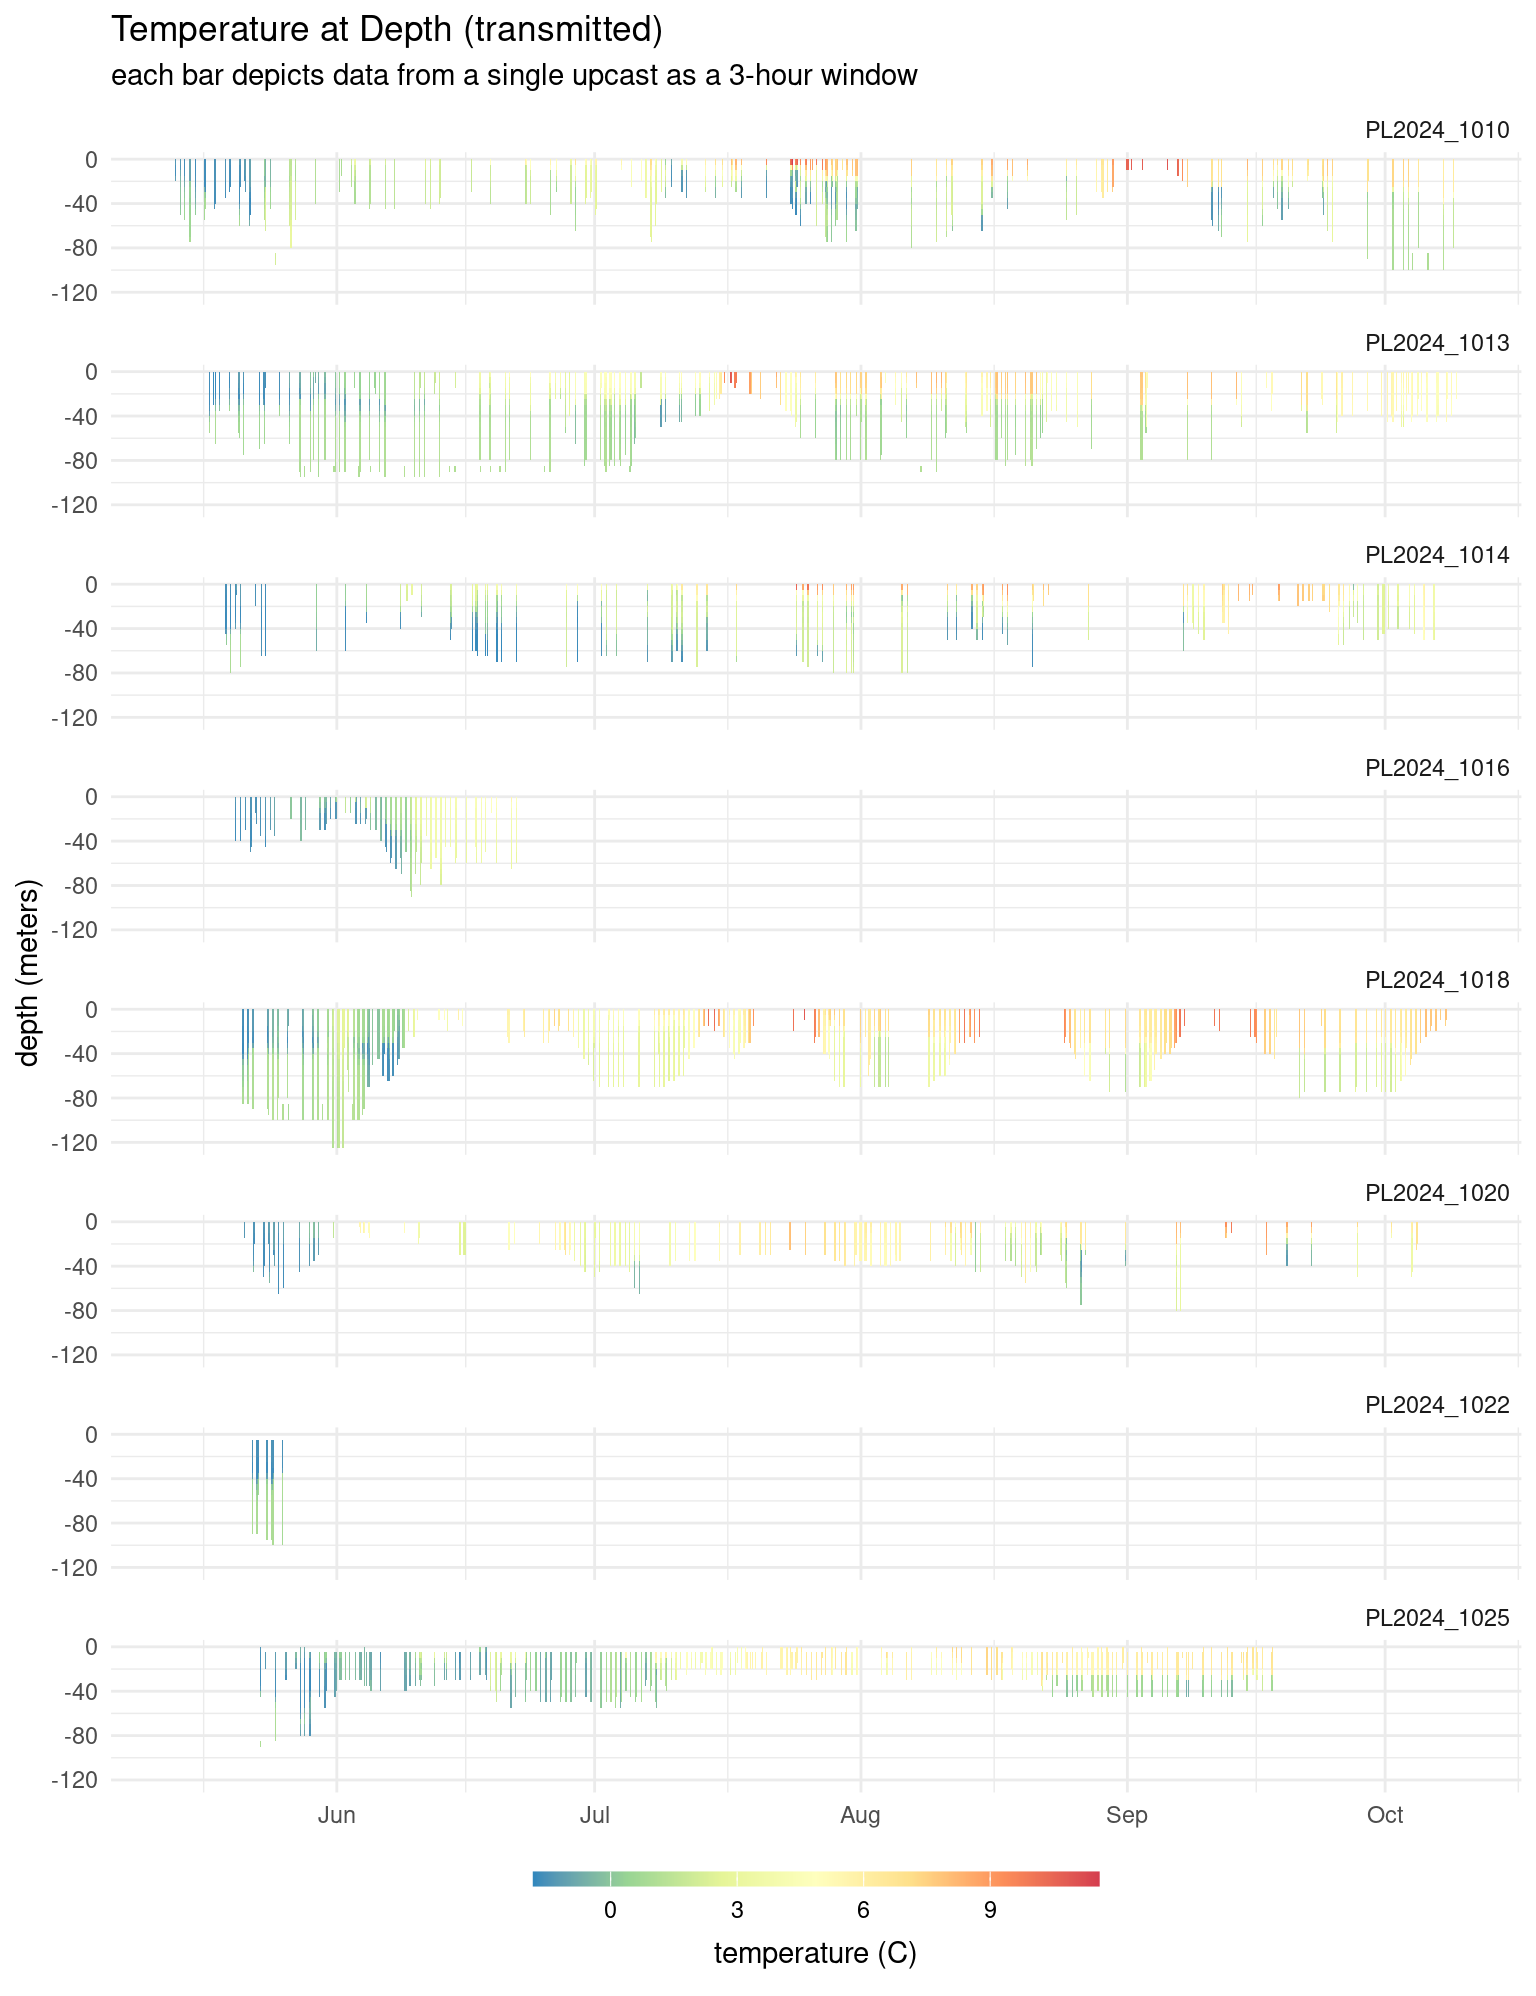 Temperature at Depth (transmitted)
each bar depicts data from a single upcast as a 3-hour window
PL2024_1010
0
-40
-80
-120
PL2024_1013
0
-40
-80
-120
PL2024_1014
0
-40
-80
-120
PL2024_1016
0
-40
-80
-120
depth (meters)
PL2024_1018
0
-40
-80
-120
PL2024_1020
0
-40
-80
-120
PL2024_1022
0
-40
-80
-120
PL2024_1025
0
-40
-80
-120
Jun Jul Aug Sep Oct
0 3 6 9
temperature (C)